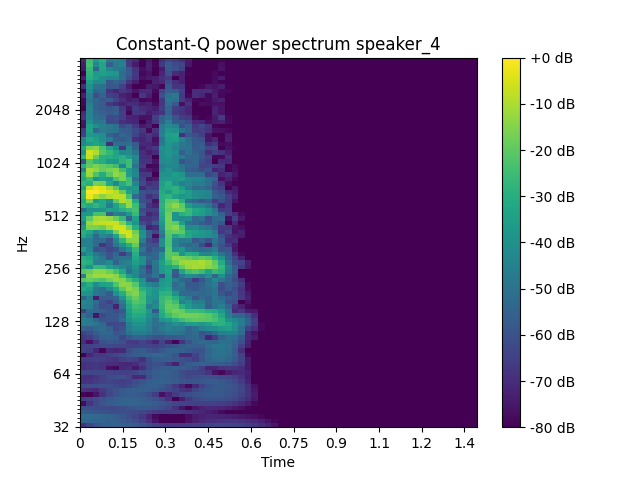 Constant-Q power spectrum speaker_4
+0 dB
-10 dB
-20 dB
-30 dB
-40 dB
-50 dB
-60 dB
-70 dB
-80 dB
2048
1024
512
256
128
64
32
Hz
0 0.15 0.3 0.45 0.6 0.75 0.9 1.1 1.2 1.4
Time